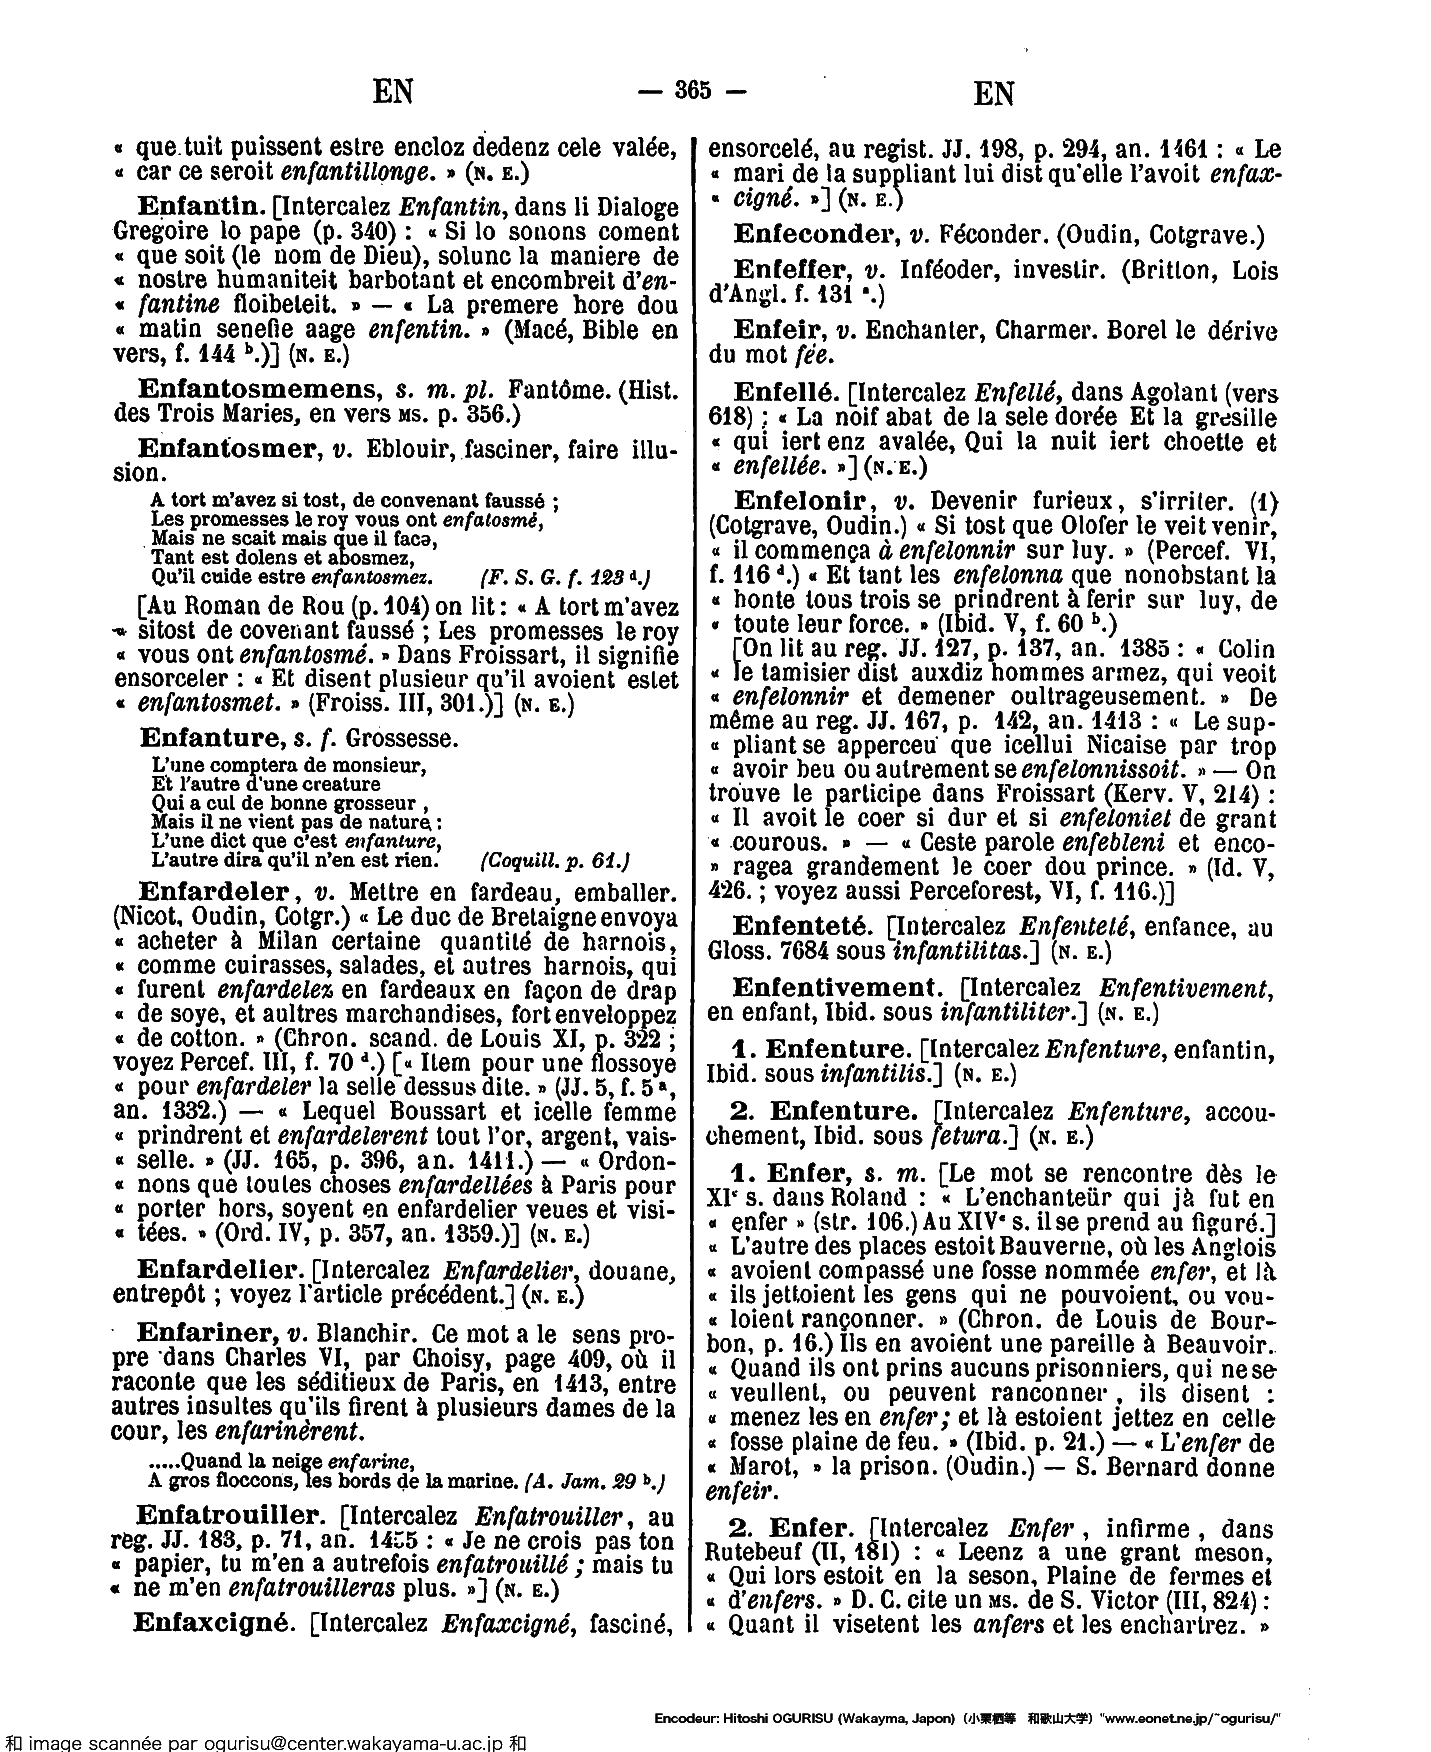 EN
— 365 —
EN
« que tuit puissent estre encloz dedenz cele valée,
« car ce seroit enfantillonge. » (N. E.)
Enfantin. [Intercalez Enfantin, dans li Dialoge
Gregoire lo pape (p. 340) : « Si lo sonons coment
« que soit (le nom de Dieu), solunc la maniere de
« nostre humaniteit barbotant et encombreit d'en-
« fantine floibeteit. » — « La premere hore dou
« matin senefie aage enfentin. » (Macé, Bible en
vers, f. 144 b.)] (N. E.)
Enfantosmemens, s. m. pl. Fantôme. (Hist.
des Trois Maries, en vers MS. p. 356.)
Enfantosmer, v. Eblouir, fasciner, faire illu-
sion.
A tort m'avez si tost, de convenant faussé ;
Les promesses le roy vous ont enfatosmé,
Mais ne scait mais que il face,
Tant est dolens et abosmez,
Qu'il cuide estre enfantosmez. (F. S. G. f. 123 d.)
[Au Roman de Rou (p. 104) on lit : « A tort m'avez
« sitost de covenant faussé ; Les promesses le roy
« vous ont enfantosmé. » Dans Froissart, il signifie
ensorceler : « Et disent plusieur qu'il avoient estet
« enfantosmet. » (Froiss. III, 301.)] (N. E.)
Enfanture, s. f. Grossesse.
L'une comptera de monsieur,
Et l'autre d'une creature
Qui a cul de bonne grosseur ,
Mais il ne vient pas de nature :
L'une dict que c'est enfanture,
L'autre dira qu'il n'en est rien. (Coquill. p. 61.)
Enfardeler, v. Mettre en fardeau, emballer.
(Nicot, Oudin, Cotgr.) « Le duc de Bretaigne envoya
« acheter à Milan certaine quantité de harnois,
« comme cuirasses, salades, et autres harnois, qui
« furent enfardelez en fardeaux en façon de drap
« de soye, et aultres marchandises, fort enveloppez
« de cotton. » (Chron. scand. de Louis XI, p. 322 ;
voyez Percef. III, f. 70 d.) [« Item pour une flossoye
« pour enfardeler la selle dessus dite. » (JJ. 5, f. 5 a,
an. 1332.) — « Lequel Boussart et icelle femme
« prindrent et enfardelerent tout l'or, argent, vais-
« selle. » (JJ. 165, p. 396, an. 1411.) — « Ordon-
« nons que toutes choses enfardellées à Paris pour
« porter hors, soyent en enfardelier veues et visi-
« tées. » (Ord. IV, p. 357, an. 1359.)] (N. E.)
Enfardelier. [Intercalez Enfardelier, douane,
entrepôt ; voyez l'article précédent.] (N. E.)
Enfariner, v. Blanchir. Ce mot a le sens pro-
pre dans Charles VI, par Choisy, page 409, où il
raconte que les séditieux de Paris, en 1413, entre
autres insultes qu'ils firent à plusieurs dames de la
cour, les enfarinèrent.
.....Quand la neige enfarine,
A gros floccons, les bords de la marine. (A. Jam. 29 b.)
Enfatrouiller. [Intercalez Enfatrouiller, au
reg. JJ. 183, p. 71, an. 1455 : « Je ne crois pas ton
« papier, tu m'en a autrefois enfatrouillé ; mais tu
« ne m'en enfatrouilleras plus. »] (N. E.)
Enfaxcigné. [Intercalez Enfaxcigné, fasciné,
ensorcelé, au regist. JJ. 198, p. 294, an. 1461 : « Le
« mari de la suppliant lui dist qu'elle l'avoit enfax-
« cigné. »] (N. E.)
Enfeconder, v. Féconder. (Oudin, Cotgrave.)
Enfeffer, v. Inféoder, investir. (Britton, Lois
d'Angl. f. 131 a.)
Enfeir, v. Enchanter, Charmer. Borel le dérive
du mot fée.
Enfellé. [Intercalez Enfellé, dans Agolant (vers
618) : « La noif abat de la sele dorée Et la gresille
« qui iert enz avalée, Qui la nuit iert choette et
« enfellée. »] (N. E.)
Enfelonir, v. Devenir furieux, s'irriter. (1)
(Cotgrave, Oudin.) « Si tost que Olofer le veit venir,
« il commença à enfelonnir sur luy. » (Percef. VI,
f. 116 d.) « Et tant les enfelonna que nonobstant la
« honte tous trois se prindrent à ferir sur luy, de
« toute leur force. » (Ibid. V, f. 60 b.)
[On lit au reg. JJ. 127, p. 137, an. 1385 : « Colin
« le tamisier dist auxdiz hommes armez, qui veoit
« enfelonnir et demener oultrageusement. » De
même au reg. JJ. 167, p. 142, an. 1413 : « Le sup-
« pliant se apperceu que icellui Nicaise par trop
« avoir beu ou autrement se enfelonnissoit. » — On
trouve le participe dans Froissart (Kerv. V, 214) :
« Il avoit le coer si dur et si enfeloniet de grant
« courous. » — « Ceste parole enfebleni et enco-
» ragea grandement le coer dou prince. » (Id. V,
426. ; voyez aussi Perceforest, VI, f. 116.)]
Enfenteté. [Intercalez Enfenteté, enfance, au
Gloss. 7684 sous infantilitas.] (N. E.)
Enfentivement. [Intercalez Enfentivement,
en enfant, Ibid. sous infantiliter.] (N. E.)
1. Enfenture. [Intercalez Enfenture, enfantin,
Ibid. sous infantilis.] (N. E.)
2. Enfenture. [Intercalez Enfenture, accou-
chement, Ibid. sous fetura.] (N. E.)
1. Enfer, s. m. [Le mot se rencontre dès le
XIe s. dans Roland : « L'enchanteür qui jà fut en
« enfer » (str. 106.) Au XIVe s. il se prend au figuré.]
« L'autre des places estoit Bauverne, où les Anglois
« avoient compassé une fosse nommée enfer, et là
« ils jettoient les gens qui ne pouvoient, ou vou-
« loient rançonner. » (Chron. de Louis de Bour-
bon, p. 16.) Ils en avoient une pareille à Beauvoir.
« Quand ils ont prins aucuns prisonniers, qui ne se
« veullent, ou peuvent ranconner, ils disent :
« menez les en enfer ; et là estoient jettez en celle
« fosse plaine de feu. » (Ibid. p. 21.) — « L'enfer de
« Marot, » la prison. (Oudin.) — S. Bernard donne
enfeir.
2. Enfer. [Intercalez Enfer , infirme , dans
Rutebeuf (II, 181) : « Leenz a une grant meson,
« Qui lors estoit en la seson, Plaine de fermes et
« d'enfers. » D. C. cite un MS. de S. Victor (III, 824) :
« Quant il visetent les anfers et les enchartrez. »
Encodeur: Hitoshi OGURISU (Wakayma, Japon) (小栗栖等 和歌山大学) "www.eonet.ne.jp/~ogurisu/"
和 image scannée par ogurisu@center.wakayama-u.ac.jp 和